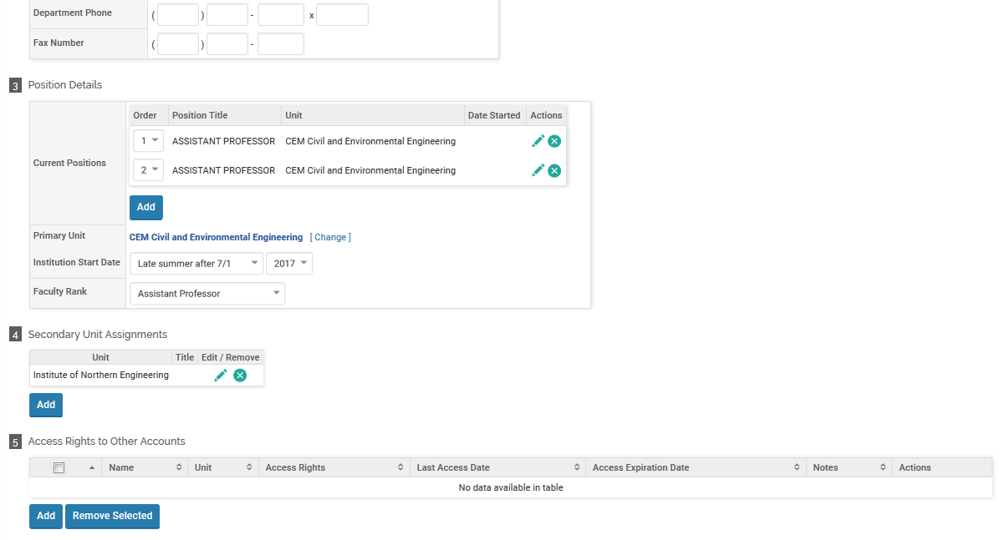 Department Phone ( ) - x
Fax Number ( ) -
3 Position Details
Order Position Title Unit Date Started Actions
1 ASSISTANT PROFESSOR CEM Civil and Environmental Engineering
Current Positions
2 ASSISTANT PROFESSOR CEM Civil and Environmental Engineering
Add
Primary Unit CEM Civil and Environmental Engineering [ Change ]
Institution Start Date Late summer after 7/1 2017
Faculty Rank Assistant Professor
4 Secondary Unit Assignments
Unit Title Edit / Remove
Institute of Northern Engineering
Add
5 Access Rights to Other Accounts
Name Unit Access Rights Last Access Date Access Expiration Date Notes Actions
No data available in table
Add Remove Selected